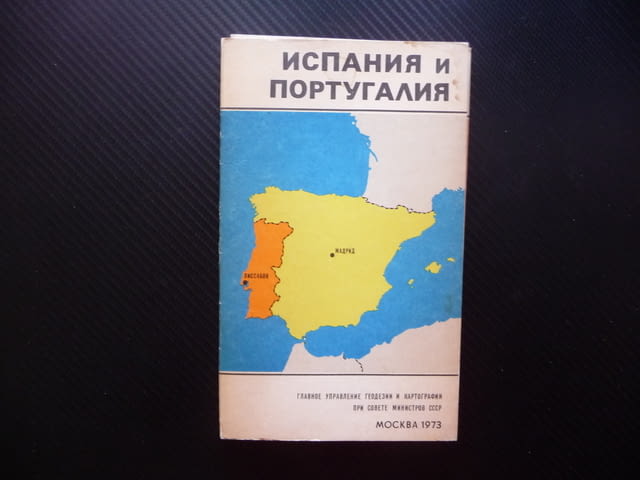 ИСПАНИЯ и
ПОРТУГАЛИЯ
МАДРИД
ЛИССАБОН
ГЛАВНОЕ УПРАВЛЕНИЕ ГЕОДЕЗИИ И КАРТОГРАФИИ
ПРИ СОВЕТЕ МИНИСТРОВ СССР
МОСКВА 1973